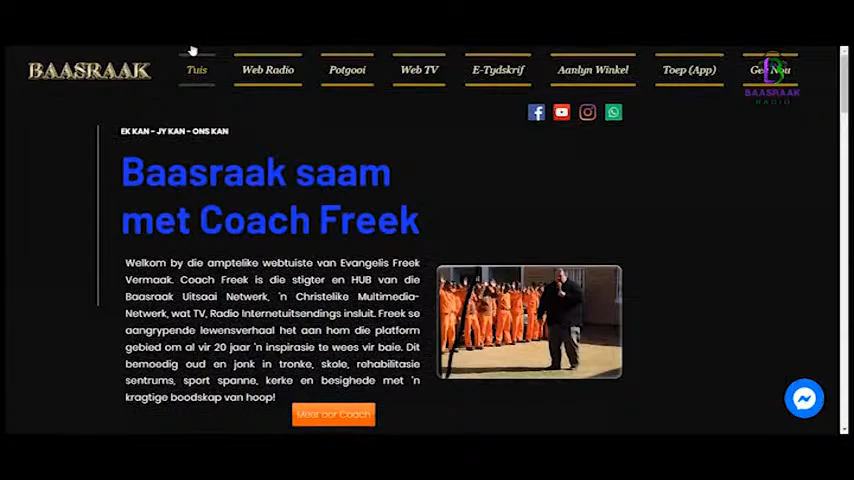 BAASRAAK
Tuis
Web Radio
Potgooi
Web TV
E-Tydskrif
Aanlyn Winkel
Toep (App)
Gee Nou
BAASRAAK
RADIO
EK KAN - JY KAN - ONS KAN
Baasraak saam
met Coach Freek
Welkom by die amptelike webtuiste van Evangelis Freek
Vermaak. Coach Freek is die stigter en HUB van die
Baasraak Uitsaai Netwerk, 'n Christelike Multimedia-
Netwerk, wat TV, Radio Internetuitsendings insluit. Freek se
aangrypende lewensverhaal het aan hom die platform
gebied om al vir 20 jaar 'n inspirasie te wees vir baie. Dit
bemoedig oud en jonk in tronke, skole, rehabilitasie
sentrums, sport spanne, kerke en besighede met 'n
kragtige boodskap van hoop!
Meer oor Coach